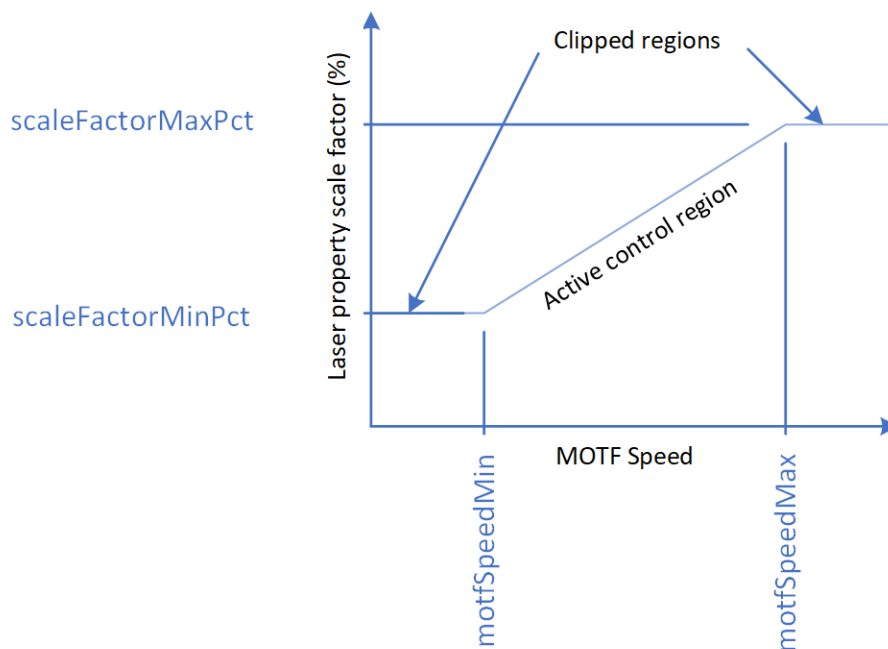 Clipped regions
scaleFactorMaxPct
Laser property scale factor (%)
Active control region
scaleFactorMinPct
MOTF Speed
motfSpeedMin
motfSpeedMax